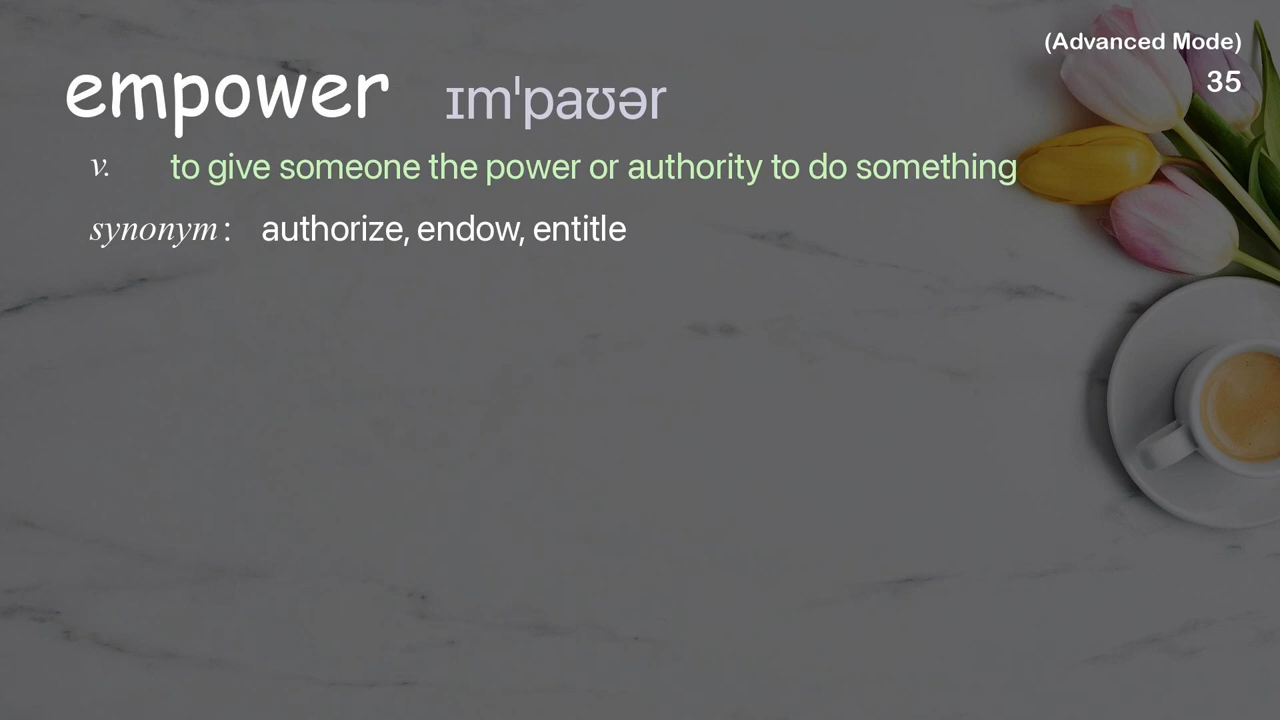 (Advanced Mode)
35
empower ɪmˈpaʊər
v. to give someone the power or authority to do something
synonym: authorize, endow, entitle